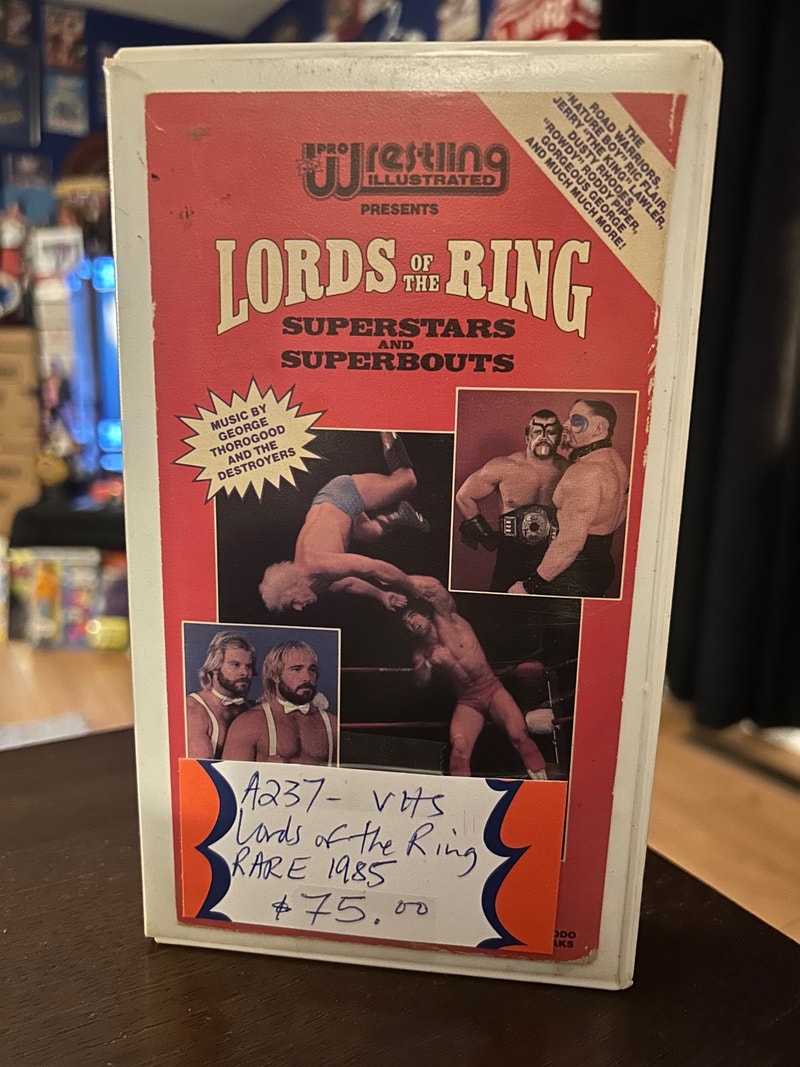 PRO Wrestling
ILLUSTRATED
PRESENTS
THE
ROAD WARRIORS,
"NATURE BOY" RIC FLAIR,
JERRY "THE KING" LAWLER,
DUSTY RHODES,
"ROWDY" RODDY PIPER,
GORGEOUS GEORGE
AND MUCH MUCH MORE!
LORDS OF THE RING
SUPERSTARS
AND
SUPERBOUTS
MUSIC BY
GEORGE
THOROGOOD
AND THE
DESTROYERS
A237- VHS
Lords of the Ring
RARE 1985
$75.00